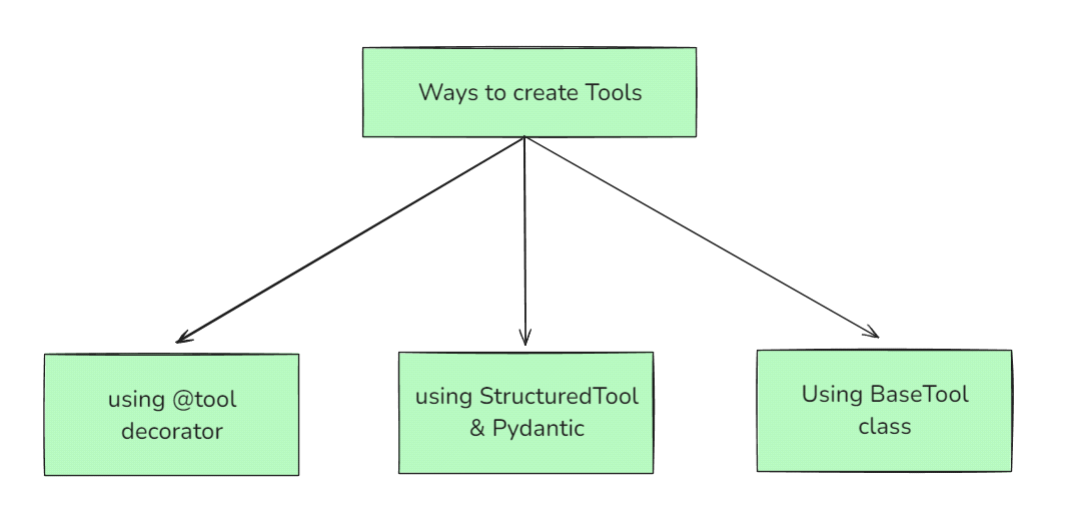 Ways to create Tools
using @tool
decorator
using StructuredTool
& Pydantic
Using BaseTool
class